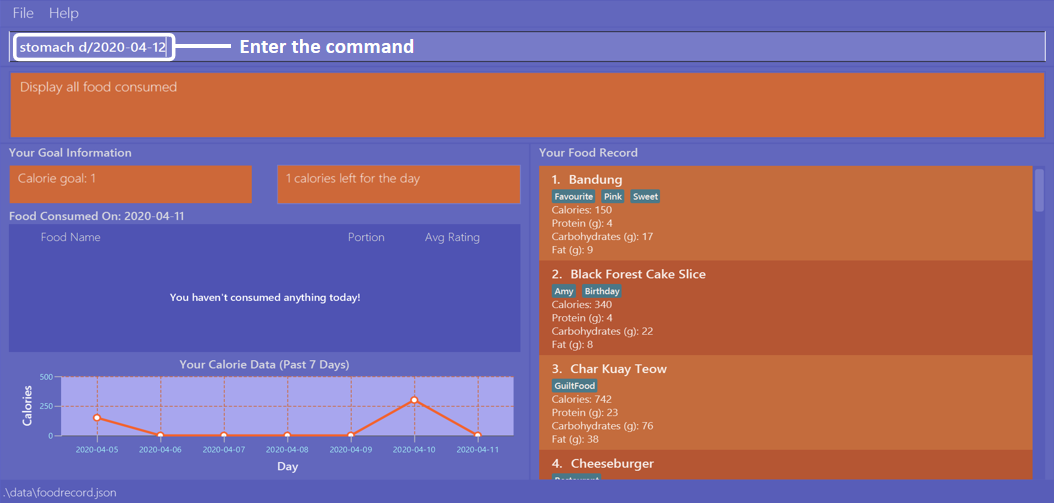 File Help
stomach d/2020-04-12
Enter the command
Display all food consumed
Your Goal Information
Calorie goal: 1
1 calories left for the day
Food Consumed On: 2020-04-11
Food Name Portion Avg Rating
You haven't consumed anything today!
Your Calorie Data (Past 7 Days)
Calories
500
250
0
2020-04-05 2020-04-06 2020-04-07 2020-04-08 2020-04-09 2020-04-10 2020-04-11
Day
Your Food Record
1. Bandung
Favourite Pink Sweet
Calories: 150
Protein (g): 4
Carbohydrates (g): 17
Fat (g): 9
2. Black Forest Cake Slice
Amy Birthday
Calories: 340
Protein (g): 4
Carbohydrates (g): 22
Fat (g): 8
3. Char Kuay Teow
GuiltFood
Calories: 742
Protein (g): 23
Carbohydrates (g): 76
Fat (g): 38
4. Cheeseburger
.\data\foodrecord.json